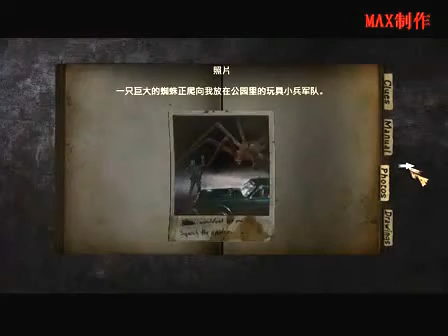 MAX制作
照片
一只巨大的蜘蛛正爬向我放在公园里的玩具小兵军队。
Clues
Manual
Photos
Drawings